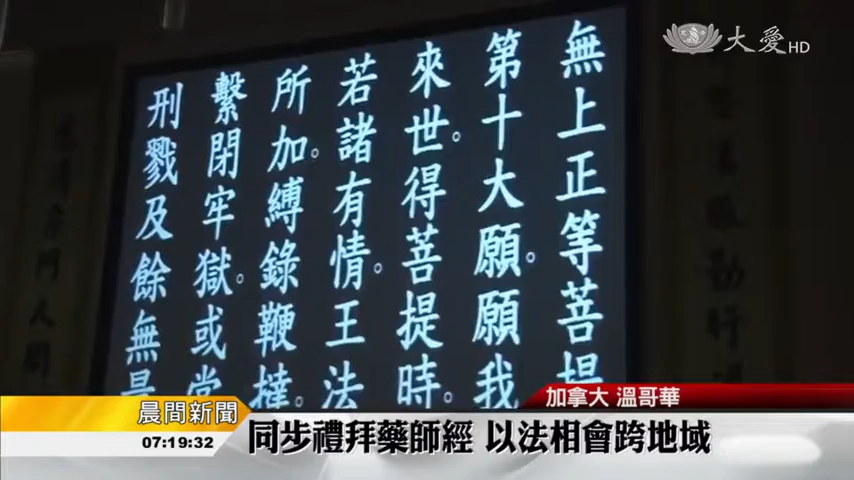 大愛HD
無上正等菩提
第十大願。願我
來世。得菩提時。
若諸有情。王法
所加。縛錄鞭撻。
繫閉牢獄。或當
刑戮及餘無量
加拿大 溫哥華
晨間新聞
07:19:32
同步禮拜藥師經 以法相會跨地域